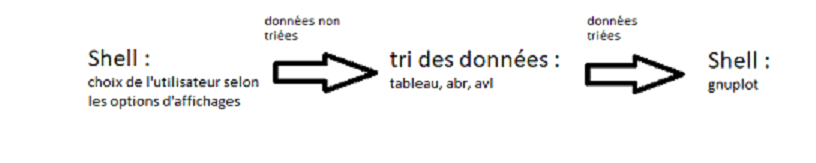 Shell :
choix de l'utilisateur selon
les options d'affichages
données non
triées
tri des données :
tableau, abr, avl
données
triées
Shell :
gnuplot